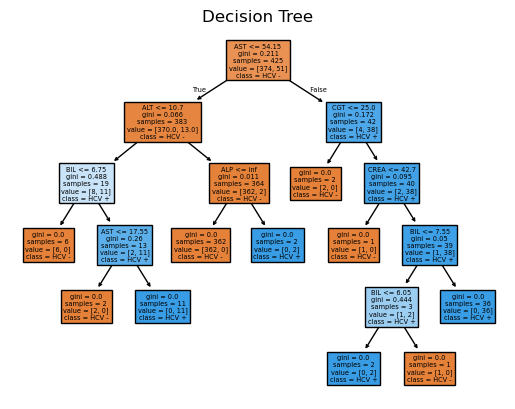 Decision Tree
AST <= 54.15
gini = 0.211
samples = 425
value = [374, 51]
class = HCV -
True
False
ALT <= 10.7
gini = 0.066
samples = 383
value = [370.0, 13.0]
class = HCV -
CGT <= 25.0
gini = 0.172
samples = 42
value = [4, 38]
class = HCV +
BIL <= 6.75
gini = 0.488
samples = 19
value = [8, 11]
class = HCV +
ALP <= inf
gini = 0.011
samples = 364
value = [362, 2]
class = HCV -
gini = 0.0
samples = 2
value = [2, 0]
class = HCV -
CREA <= 42.7
gini = 0.095
samples = 40
value = [2, 38]
class = HCV +
gini = 0.0
samples = 6
value = [6, 0]
class = HCV -
AST <= 17.55
gini = 0.26
samples = 13
value = [2, 11]
class = HCV +
gini = 0.0
samples = 362
value = [362, 0]
class = HCV -
gini = 0.0
samples = 2
value = [0, 2]
class = HCV +
gini = 0.0
samples = 1
value = [1, 0]
class = HCV -
BIL <= 7.55
gini = 0.05
samples = 39
value = [1, 38]
class = HCV +
gini = 0.0
samples = 2
value = [2, 0]
class = HCV -
gini = 0.0
samples = 11
value = [0, 11]
class = HCV +
BIL <= 6.05
gini = 0.444
samples = 3
value = [1, 2]
class = HCV +
gini = 0.0
samples = 36
value = [0, 36]
class = HCV +
gini = 0.0
samples = 2
value = [0, 2]
class = HCV +
gini = 0.0
samples = 1
value = [1, 0]
class = HCV -